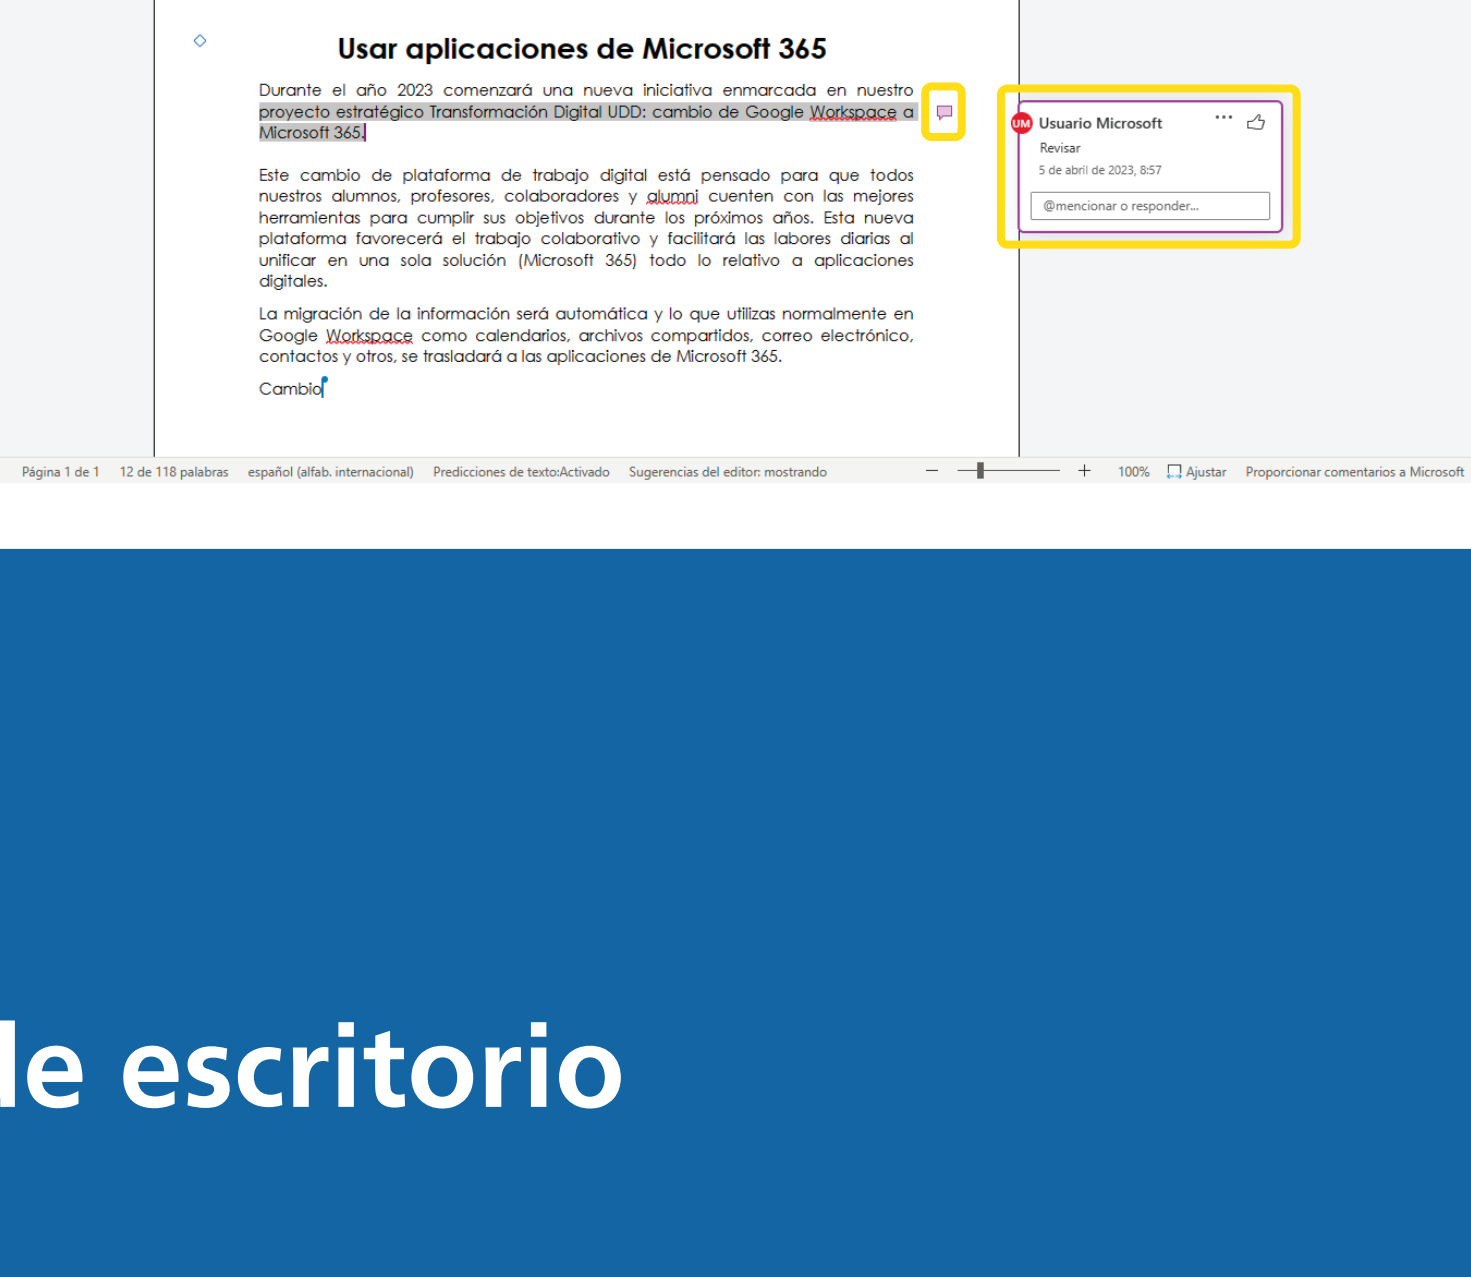 Usar aplicaciones de Microsoft 365
Durante el año 2023 comenzará una nueva iniciativa enmarcada en nuestro
proyecto estratégico Transformación Digital UDD: cambio de Google Workspace a
Microsoft 365.
UM Usuario Microsoft
Revisar
5 de abril de 2023, 8:57
@mencionar o responder...
Este cambio de plataforma de trabajo digital está pensado para que todos
nuestros alumnos, profesores, colaboradores y alumni cuenten con las mejores
herramientas para cumplir sus objetivos durante los próximos años. Esta nueva
plataforma favorecerá el trabajo colaborativo y facilitará las labores diarias al
unificar en una sola solución (Microsoft 365) todo lo relativo a aplicaciones
digitales.
La migración de la información será automática y lo que utilizas normalmente en
Google Workspace como calendarios, archivos compartidos, correo electrónico,
contactos y otros, se trasladará a las aplicaciones de Microsoft 365.
Cambio
Página 1 de 1 12 de 118 palabras español (alfab. internacional) Predicciones de texto:Activado Sugerencias del editor: mostrando 100% Ajustar Proporcionar comentarios a Microsoft
de escritorio